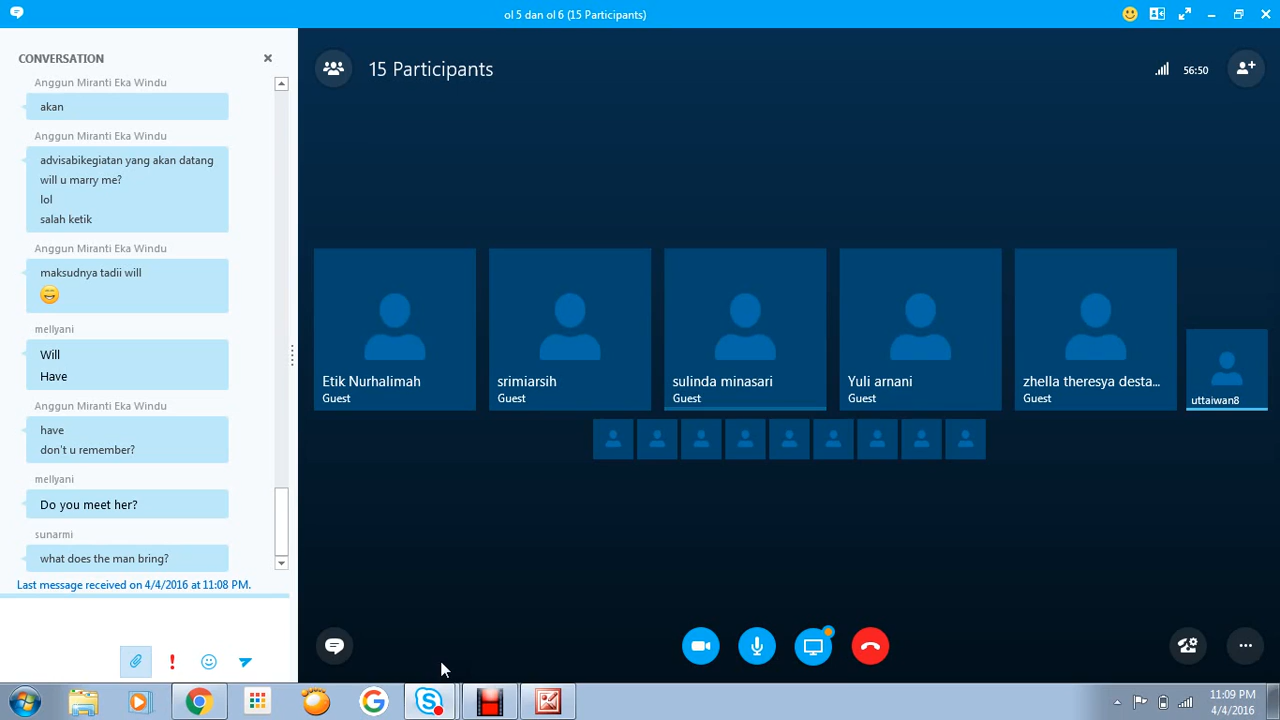 ol 5 dan ol 6 (15 Participants)
CONVERSATION
Anggun Miranti Eka Windu
akan
Anggun Miranti Eka Windu
advisabikegiatan yang akan datang
will u marry me?
lol
salah ketik
Anggun Miranti Eka Windu
maksudnya tadii will
mellyani
Will
Have
Anggun Miranti Eka Windu
have
don't u remember?
mellyani
Do you meet her?
sunarmi
what does the man bring?
Last message received on 4/4/2016 at 11:08 PM.
15 Participants
56:50
Etik Nurhalimah
Guest
srimiarsih
Guest
sulinda minasari
Guest
Yuli arnani
Guest
zhella theresya desta...
Guest
uttaiwan8
11:09 PM
4/4/2016